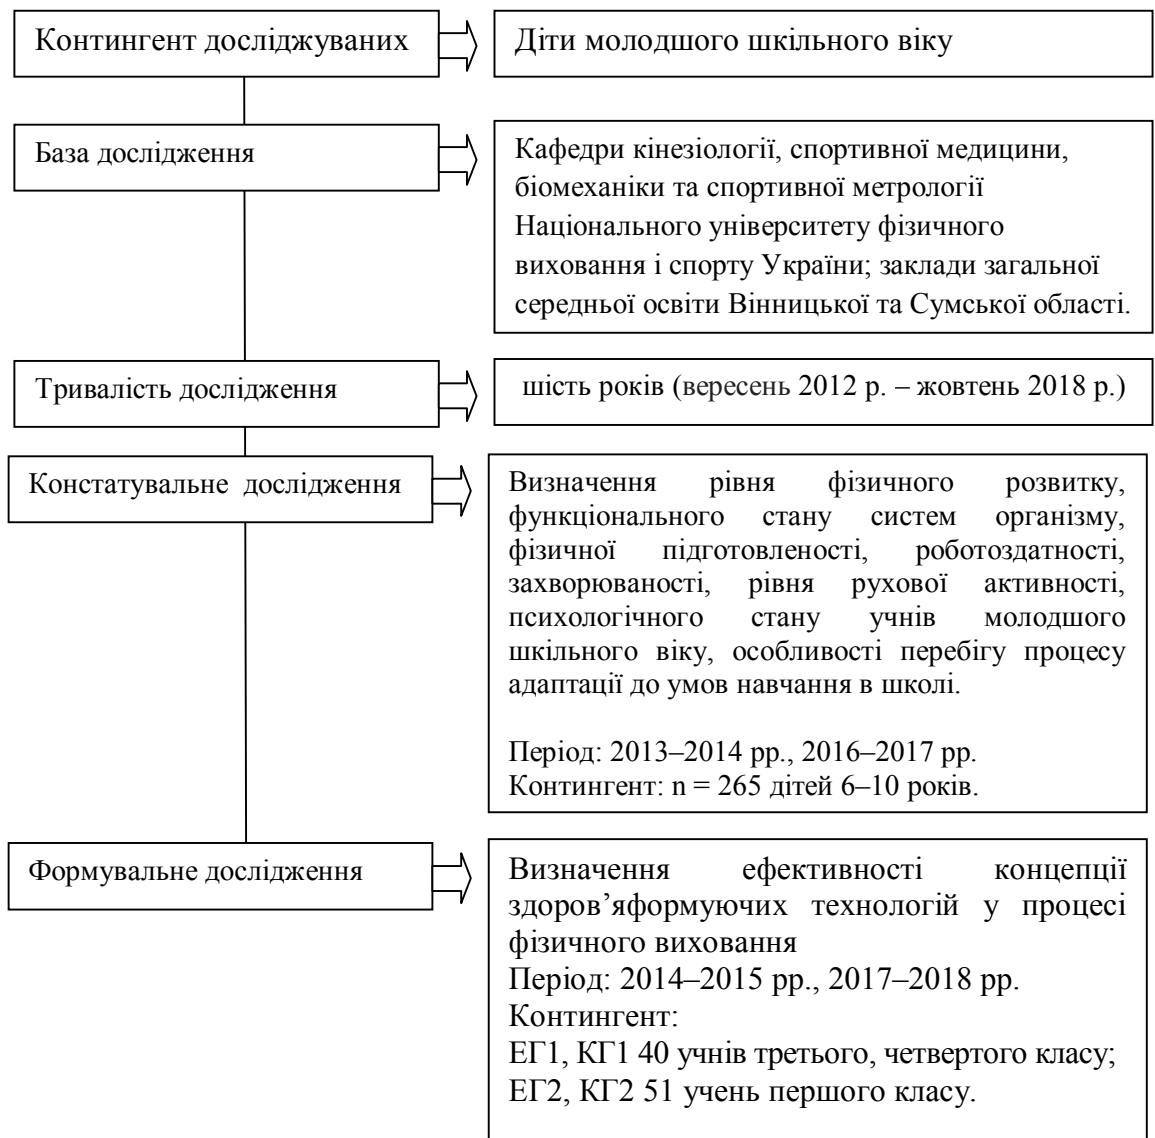 Контингент досліджуваних
Діти молодшого шкільного віку
База дослідження
Кафедри кінезіології, спортивної медицини,
біомеханіки та спортивної метрології
Національного університету фізичного
виховання і спорту України; заклади загальної
середньої освіти Вінницької та Сумської області.
Тривалість дослідження
шість років (вересень 2012 р. – жовтень 2018 р.)
Констатувальне дослідження
Визначення рівня фізичного розвитку,
функціонального стану систем організму,
фізичної підготовленості, роботоздатності,
захворюваності, рівня рухової активності,
психологічного стану учнів молодшого
шкільного віку, особливості перебігу процесу
адаптації до умов навчання в школі.
Період: 2013–2014 рр., 2016–2017 рр.
Контингент: n = 265 дітей 6–10 років.
Формувальне дослідження
Визначення ефективності концепції
здоров’яформуючих технологій у процесі
фізичного виховання
Період: 2014–2015 рр., 2017–2018 рр.
Контингент:
ЕГ1, КГ1 40 учнів третього, четвертого класу;
ЕГ2, КГ2 51 учень першого класу.